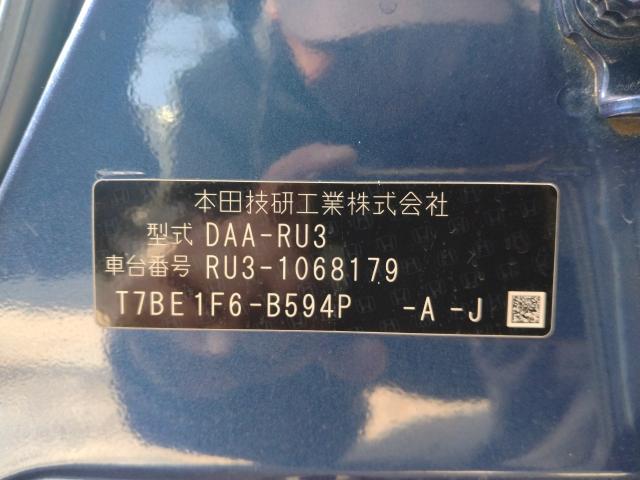 本田技研工業株式会社
型式 DAA-RU3
車台番号 RU3-1068179
T7BE1F6-B594P -A -J